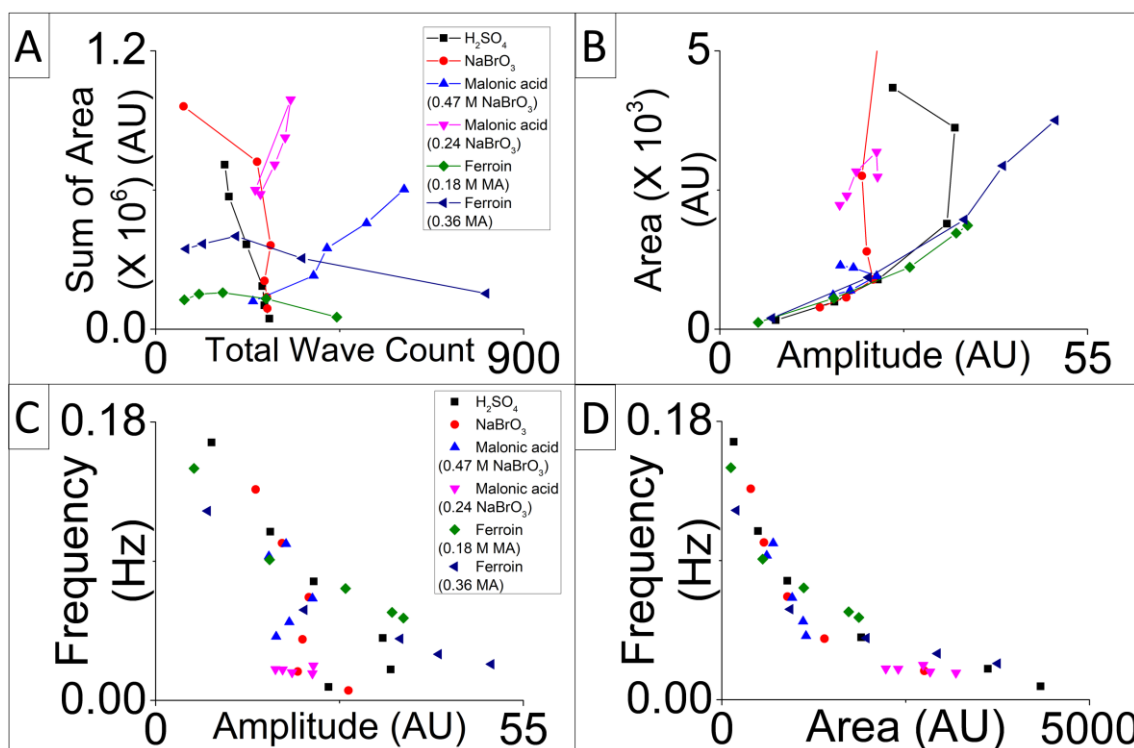 A
1.2
Sum of Area
(X 10⁶) (AU)
0.0
0
Total Wave Count
900
H₂SO₄
NaBrO₃
Malonic acid
(0.47 M NaBrO₃)
Malonic acid
(0.24 NaBrO₃)
Ferroin
(0.18 M MA)
Ferroin
(0.36 MA)
B
5
Area (X 10³)
(AU)
0
0
Amplitude (AU)
55
C
0.18
Frequency
(Hz)
0.00
0
Amplitude (AU)
55
H₂SO₄
NaBrO₃
Malonic acid
(0.47 M NaBrO₃)
Malonic acid
(0.24 NaBrO₃)
Ferroin
(0.18 M MA)
Ferroin
(0.36 MA)
D
0.18
Frequency
(Hz)
0.00
0
Area (AU)
5000